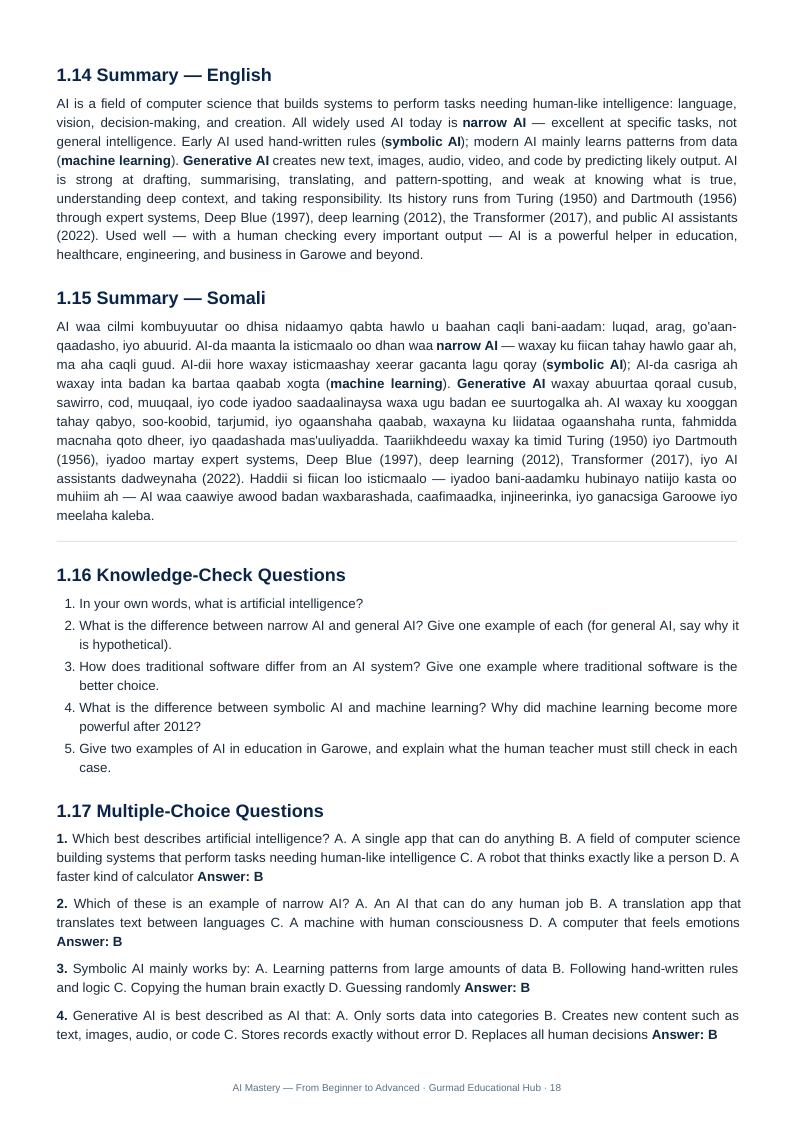 1.14 Summary — English
AI is a field of computer science that builds systems to perform tasks needing human-like intelligence: language,
vision, decision-making, and creation. All widely used AI today is narrow AI — excellent at specific tasks, not
general intelligence. Early AI used hand-written rules (symbolic AI); modern AI mainly learns patterns from data
(machine learning). Generative AI creates new text, images, audio, video, and code by predicting likely output. AI
is strong at drafting, summarising, translating, and pattern-spotting, and weak at knowing what is true,
understanding deep context, and taking responsibility. Its history runs from Turing (1950) and Dartmouth (1956)
through expert systems, Deep Blue (1997), deep learning (2012), the Transformer (2017), and public AI assistants
(2022). Used well — with a human checking every important output — AI is a powerful helper in education,
healthcare, engineering, and business in Garowe and beyond.
1.15 Summary — Somali
AI waa cilmi kombuyuutar oo dhisa nidaamyo qabta hawlo u baahan caqli bani-aadam: luqad, arag, go'aan-
qaadasho, iyo abuurid. AI-da maanta la isticmaalo oo dhan waa narrow AI — waxay ku fiican tahay hawlo gaar ah,
ma aha caqli guud. AI-dii hore waxay isticmaashay xeerar gacanta lagu qoray (symbolic AI); AI-da casriga ah
waxay inta badan ka bartaa qaabab xogta (machine learning). Generative AI waxay abuurtaa qoraal cusub,
sawirro, cod, muuqaal, iyo code iyadoo saadaalinaysa waxa ugu badan ee suurtogalka ah. AI waxay ku xooggan
tahay qabyo, soo-koobid, tarjumid, iyo ogaanshaha qaabab, waxayna ku liidataa ogaanshaha runta, fahmidda
macnaha qoto dheer, iyo qaadashada mas'uuliyadda. Taariikhdeedu waxay ka timid Turing (1950) iyo Dartmouth
(1956), iyadoo martay expert systems, Deep Blue (1997), deep learning (2012), Transformer (2017), iyo AI
assistants dadweynaha (2022). Haddii si fiican loo isticmaalo — iyadoo bani-aadamku hubinayo natiijo kasta oo
muhiim ah — AI waa caawiye awood badan waxbarashada, caafimaadka, injineerinka, iyo ganacsiga Garoowe iyo
meelaha kaleba.
1.16 Knowledge-Check Questions
1. In your own words, what is artificial intelligence?
2. What is the difference between narrow AI and general AI? Give one example of each (for general AI, say why it
is hypothetical).
3. How does traditional software differ from an AI system? Give one example where traditional software is the
better choice.
4. What is the difference between symbolic AI and machine learning? Why did machine learning become more
powerful after 2012?
5. Give two examples of AI in education in Garowe, and explain what the human teacher must still check in each
case.
1.17 Multiple-Choice Questions
1. Which best describes artificial intelligence? A. A single app that can do anything B. A field of computer science
building systems that perform tasks needing human-like intelligence C. A robot that thinks exactly like a person D. A
faster kind of calculator Answer: B
2. Which of these is an example of narrow AI? A. An AI that can do any human job B. A translation app that
translates text between languages C. A machine with human consciousness D. A computer that feels emotions
Answer: B
3. Symbolic AI mainly works by: A. Learning patterns from large amounts of data B. Following hand-written rules
and logic C. Copying the human brain exactly D. Guessing randomly Answer: B
4. Generative AI is best described as AI that: A. Only sorts data into categories B. Creates new content such as
text, images, audio, or code C. Stores records exactly without error D. Replaces all human decisions Answer: B
AI Mastery — From Beginner to Advanced · Gurmad Educational Hub · 18